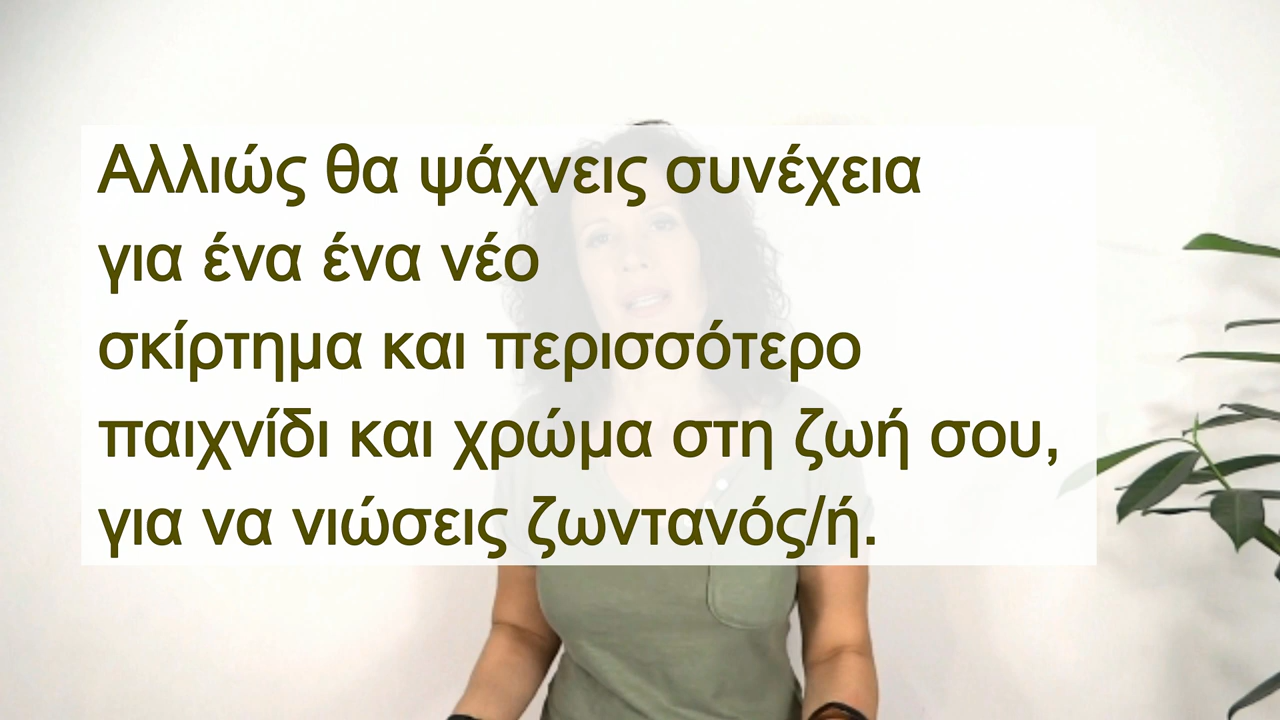 Αλλιώς θα ψάχνεις συνέχεια
για ένα ένα νέο
σκίρτημα και περισσότερο
παιχνίδι και χρώμα στη ζωή σου,
για να νιώσεις ζωντανός/ή.